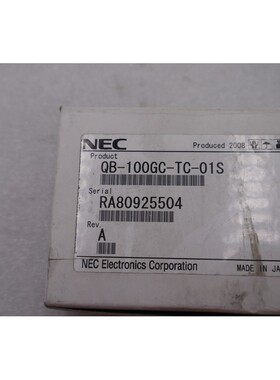 NEC Produced 2008
Product
QB-100GC-TC-01S
Serial
RA80925504
Rev.
A
NEC Electronics Corporation MADE IN JA